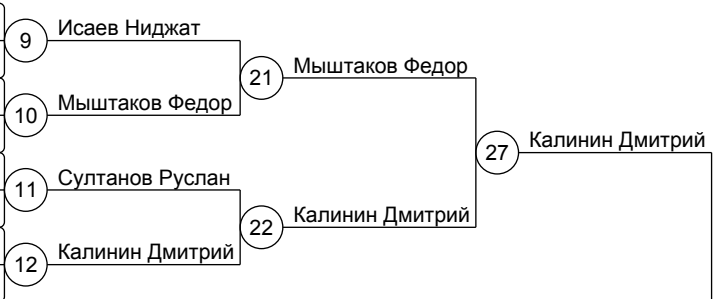 9 Исаев Ниджат
21 Мыштаков Федор
10 Мыштаков Федор
27 Калинин Дмитрий
11 Султанов Руслан
22 Калинин Дмитрий
12 Калинин Дмитрий